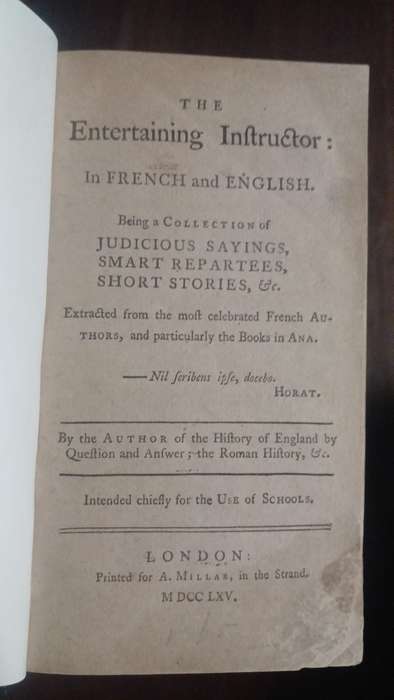 THE
Entertaining Inſtructor:
In FRENCH and ENGLISH.
Being a COLLECTION of
JUDICIOUS SAYINGS,
SMART REPARTEES,
SHORT STORIES, &c.
Extracted from the moſt celebrated French AU-
THORS, and particularly the Books in ANA.
—Nil ſcribens ipſe, docebo.
HORAT.
By the AUTHOR of the Hiſtory of England by
Queſtion and Anſwer; the Roman Hiſtory, &c.
Intended chiefly for the USE of SCHOOLS.
LONDON:
Printed for A. MILLAR, in the Strand.
M DCC LXV.